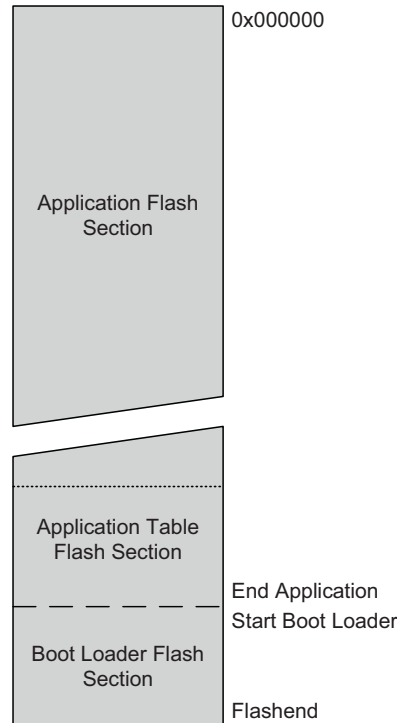 0x000000
Application Flash
Section
Application Table
Flash Section
End Application
Start Boot Loader
Boot Loader Flash
Section
Flashend